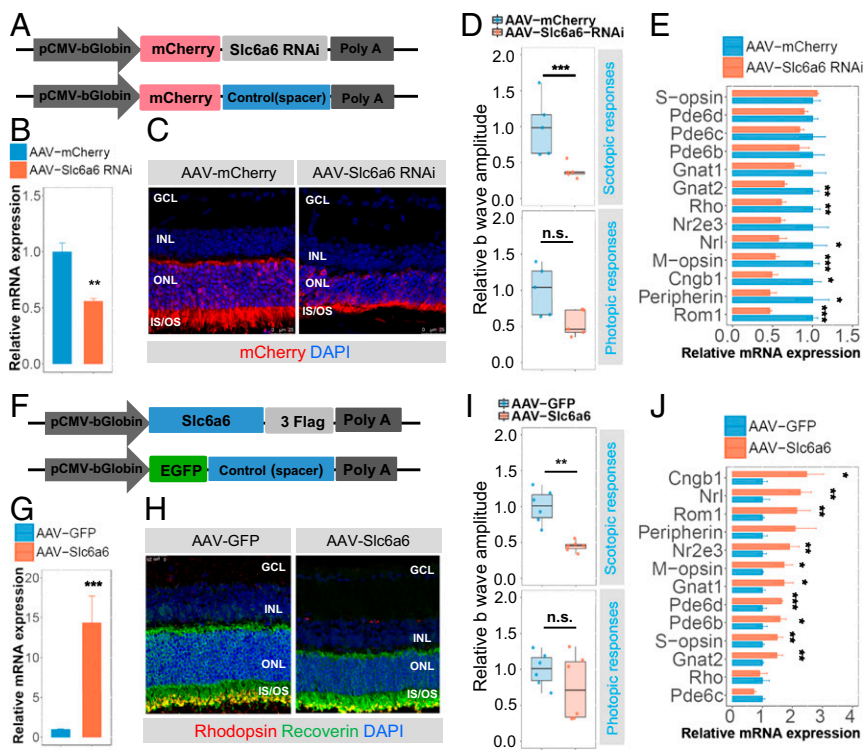 A
pCMV-bGlobin mCherry Slc6a6 RNAi Poly A
pCMV-bGlobin mCherry Control(spacer) Poly A
B
AAV-mCherry
AAV-Slc6a6 RNAi
Relative mRNA expression
1.5
1.0
0.5
0.0
**
C
AAV-mCherry AAV-Slc6a6 RNAi
GCL GCL
INL INL
ONL ONL
IS/OS IS/OS
mCherry DAPI
D
AAV-mCherry
AAV-Slc6a6-RNAi
Relative b wave amplitude
2.0
1.5
1.0
0.5
0.0
***
Scotopic responses
2.0
1.5
1.0
0.5
0.0
n.s.
Photopic responses
E
AAV-mCherry
AAV-Slc6a6 RNAi
S-opsin
Pde6d
Pde6c
Pde6b
Gnat1
Gnat2 **
Rho **
Nr2e3
Nrl *
M-opsin ***
Cngb1 *
Peripherin *
Rom1 ***
0.0 0.5 1.0 1.5
Relative mRNA expression
F
pCMV-bGlobin Slc6a6 3 Flag Poly A
pCMV-bGlobin EGFP Control (spacer) Poly A
G
AAV-GFP
AAV-Slc6a6
Relative mRNA expression
20
15
10
5
0
***
H
AAV-GFP AAV-Slc6a6
GCL GCL
INL INL
ONL ONL
IS/OS IS/OS
Rhodopsin Recoverin DAPI
I
AAV-GFP
AAV-Slc6a6
Relative b wave amplitude
2.0
1.5
1.0
0.5
0.0
**
Scotopic responses
2.0
1.5
1.0
0.5
0.0
n.s.
Photopic responses
J
AAV-GFP
AAV-Slc6a6
Cngb1 *
Nrl **
Rom1 **
Peripherin
Nr2e3 **
M-opsin *
Gnat1 *
Pde6d ***
Pde6b *
S-opsin **
Gnat2 **
Rho
Pde6c
0 1 2 3 4
Relative mRNA expression